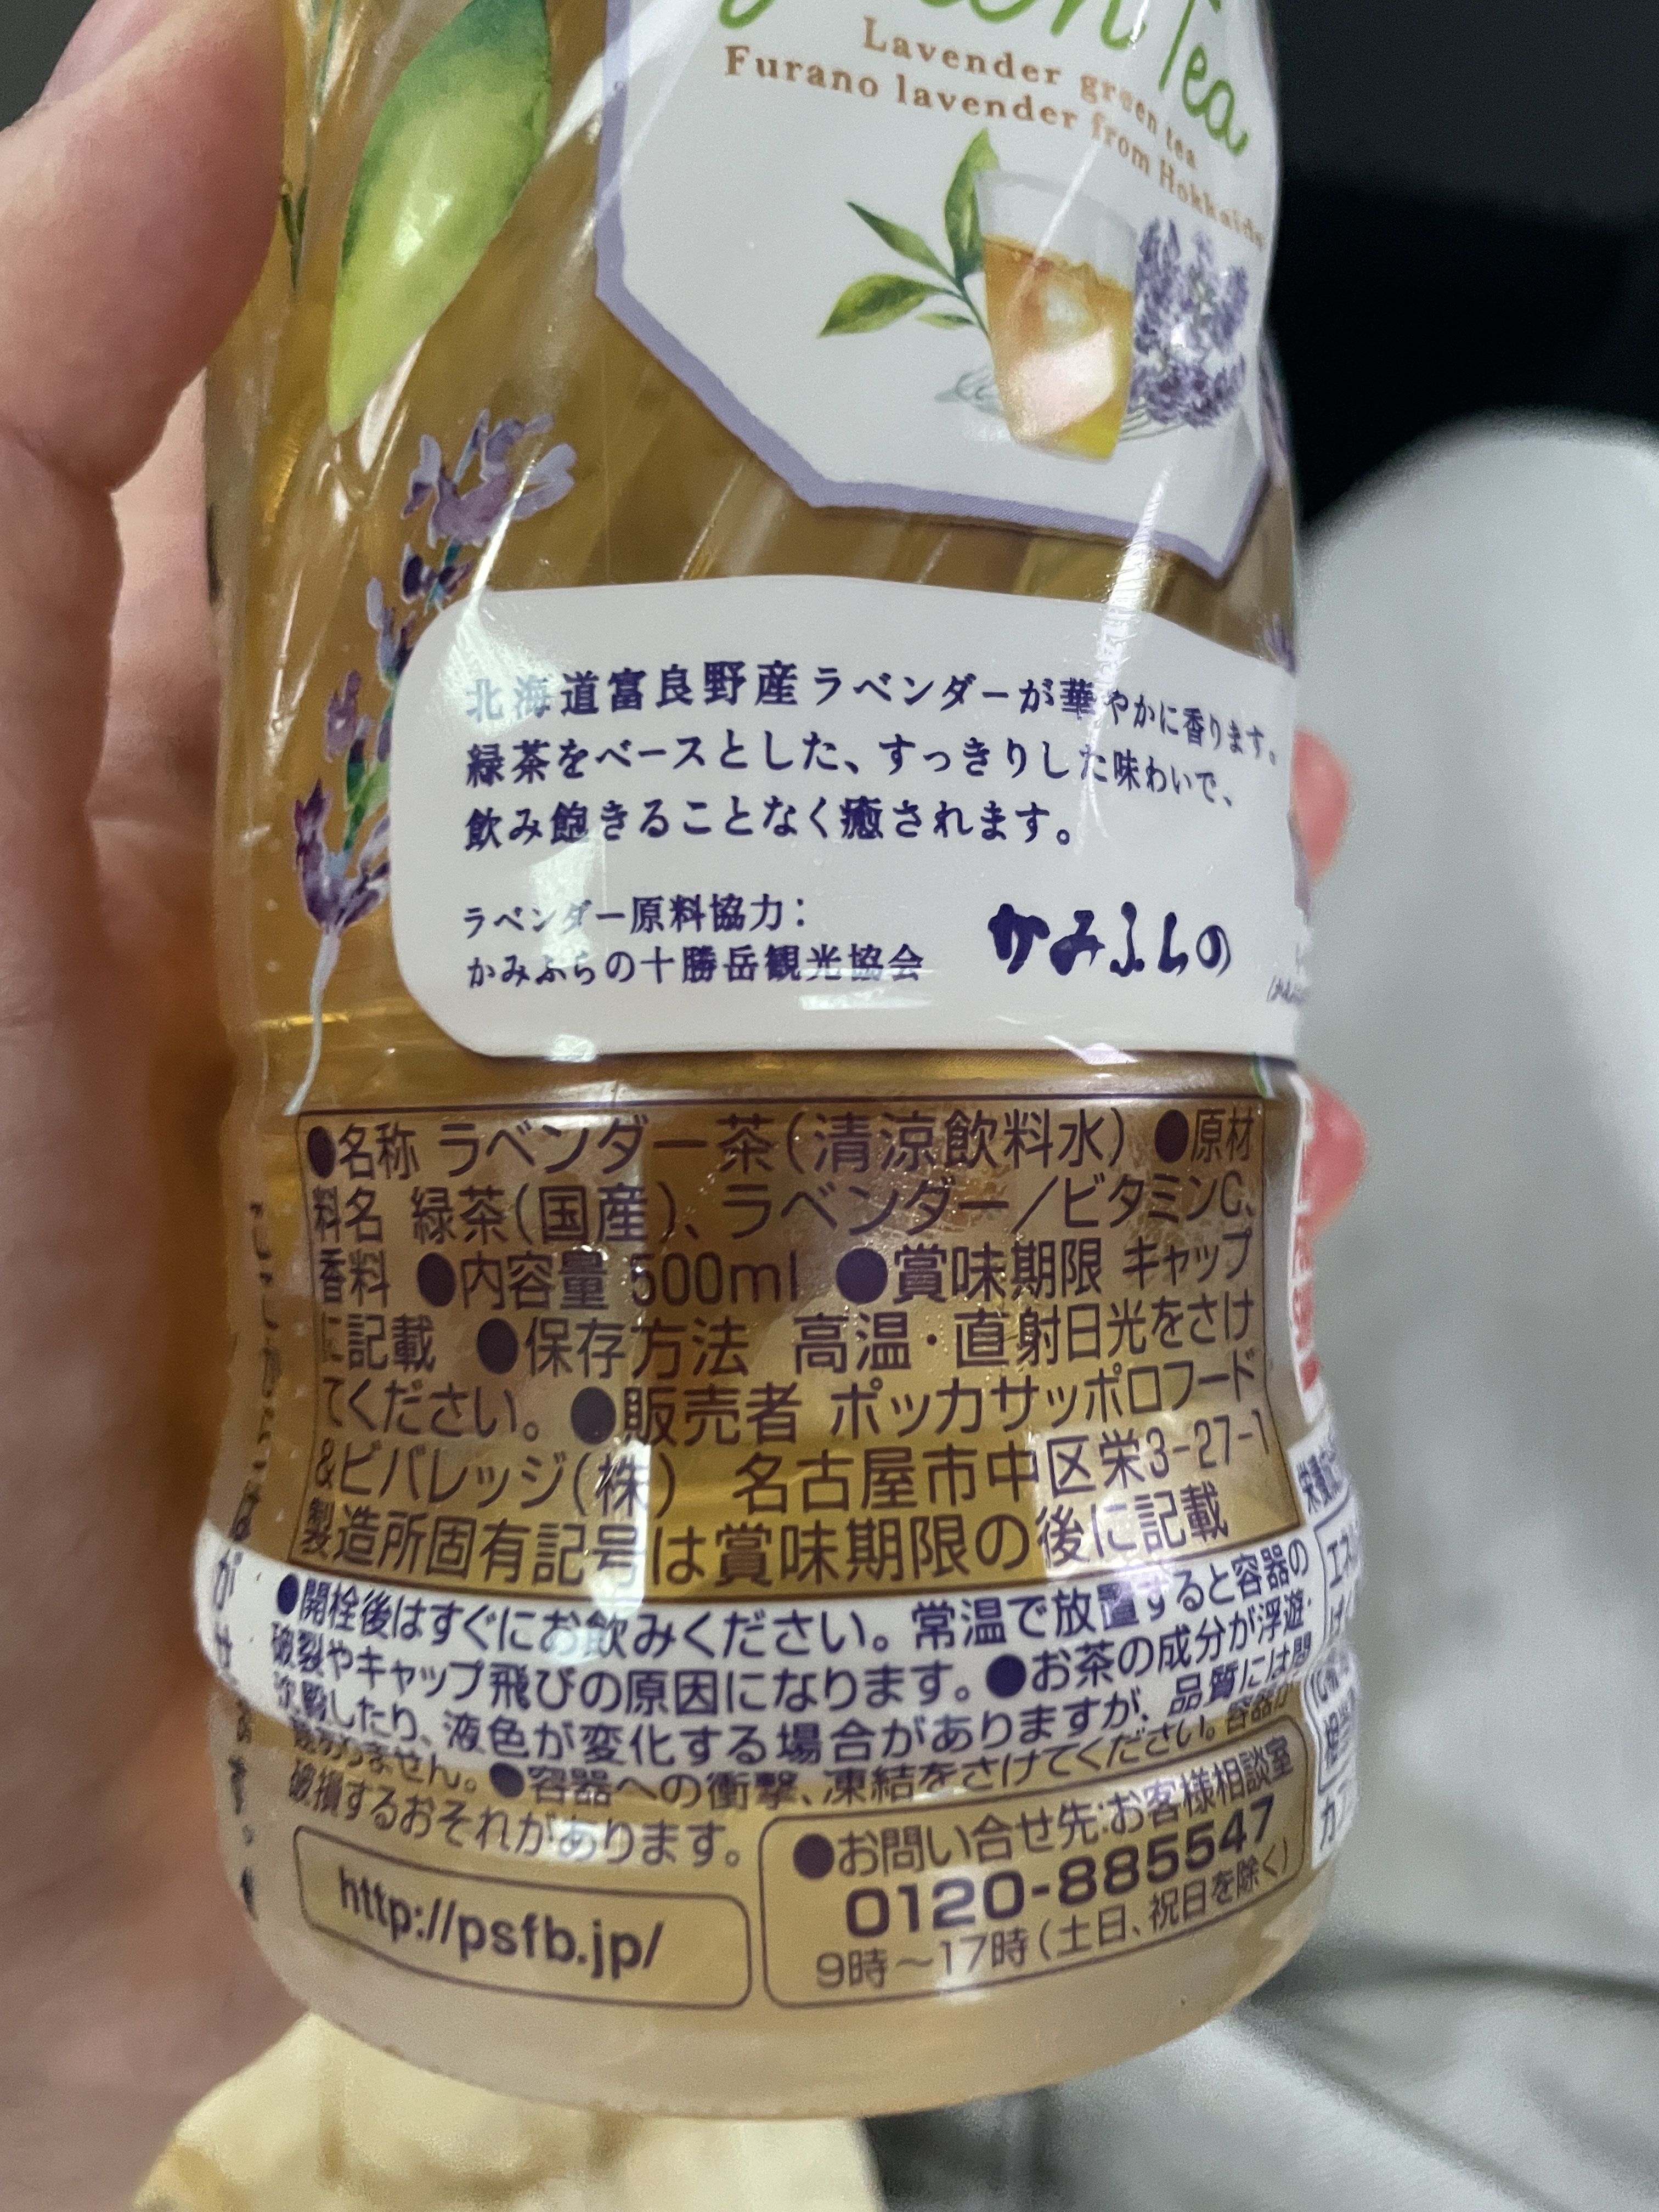 Tea
Lavender green tea
Furano lavender from Hokkaido
北海道富良野産ラベンダーが華やかに香ります。
緑茶をベースとした、すっきりした味わいで、
飲み飽きることなく癒されます。
ラベンダー原料協力：
かみふらの十勝岳観光協会
かみふらの
●名称 ラベンダー茶（清涼飲料水） ●原材
料名 緑茶（国産）、ラベンダー／ビタミンC、
香料 ●内容量 500ml ●賞味期限 キャップ
に記載 ●保存方法 高温・直射日光をさけ
てください。 ●販売者 ポッカサッポロフード
&ビバレッジ（株） 名古屋市中区栄3-27-1
製造所固有記号は賞味期限の後に記載
●開栓後はすぐにお飲みください。常温で放置すると容器の
破裂やキャップ飛びの原因になります。●お茶の成分が浮遊・
沈殿したり、液色が変化する場合がありますが、品質には問
題ありません。●容器への衝撃、凍結をさけてください。容器が
破損するおそれがあります。
http://psfb.jp/
●お問い合せ先:お客様相談室
0120-885547
9時～17時（土日、祝日を除く）